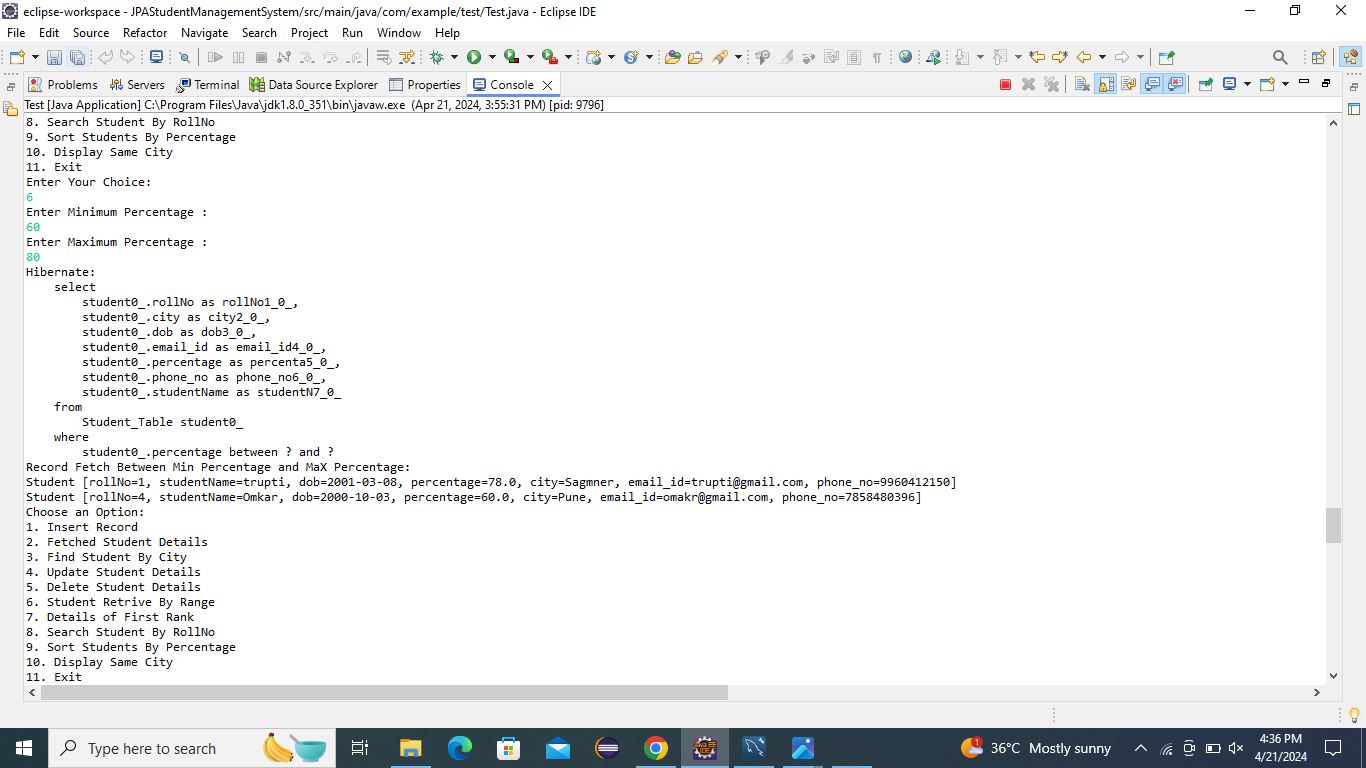 eclipse-workspace - JPAStudentManagementSystem/src/main/java/com/example/test/Test.java - Eclipse IDE
File Edit Source Refactor Navigate Search Project Run Window Help
Problems Servers Terminal Data Source Explorer Properties Console
Test [Java Application] C:\Program Files\Java\jdk1.8.0_351\bin\javaw.exe (Apr 21, 2024, 3:55:31 PM) [pid: 9796]
8. Search Student By RollNo
9. Sort Students By Percentage
10. Display Same City
11. Exit
Enter Your Choice:
6
Enter Minimum Percentage :
60
Enter Maximum Percentage :
80
Hibernate:
    select
        student0_.rollNo as rollNo1_0_,
        student0_.city as city2_0_,
        student0_.dob as dob3_0_,
        student0_.email_id as email_id4_0_,
        student0_.percentage as percenta5_0_,
        student0_.phone_no as phone_no6_0_,
        student0_.studentName as studentN7_0_
    from
        Student_Table student0_
    where
        student0_.percentage between ? and ?
Record Fetch Between Min Percentage and MaX Percentage:
Student [rollNo=1, studentName=trupti, dob=2001-03-08, percentage=78.0, city=Sagmner, email_id=trupti@gmail.com, phone_no=9960412150]
Student [rollNo=4, studentName=Omkar, dob=2000-10-03, percentage=60.0, city=Pune, email_id=omakr@gmail.com, phone_no=7858480396]
Choose an Option:
1. Insert Record
2. Fetched Student Details
3. Find Student By City
4. Update Student Details
5. Delete Student Details
6. Student Retrive By Range
7. Details of First Rank
8. Search Student By RollNo
9. Sort Students By Percentage
10. Display Same City
11. Exit
Type here to search
36°C Mostly sunny
4:36 PM
4/21/2024